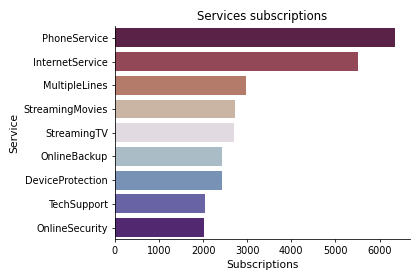 Services subscriptions
PhoneService
InternetService
MultipleLines
StreamingMovies
StreamingTV
OnlineBackup
DeviceProtection
TechSupport
OnlineSecurity
Service
0 1000 2000 3000 4000 5000 6000
Subscriptions